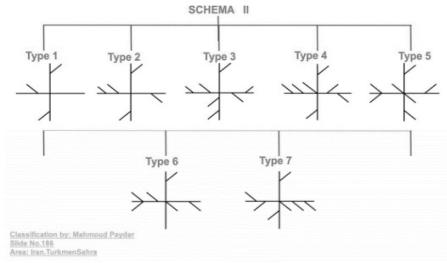 SCHEMA II
Type 1 Type 2 Type 3 Type 4 Type 5
Type 6 Type 7
Classification by: Mahmoud Payder
Slide No.186
Area: Iran.TurkmenSahra